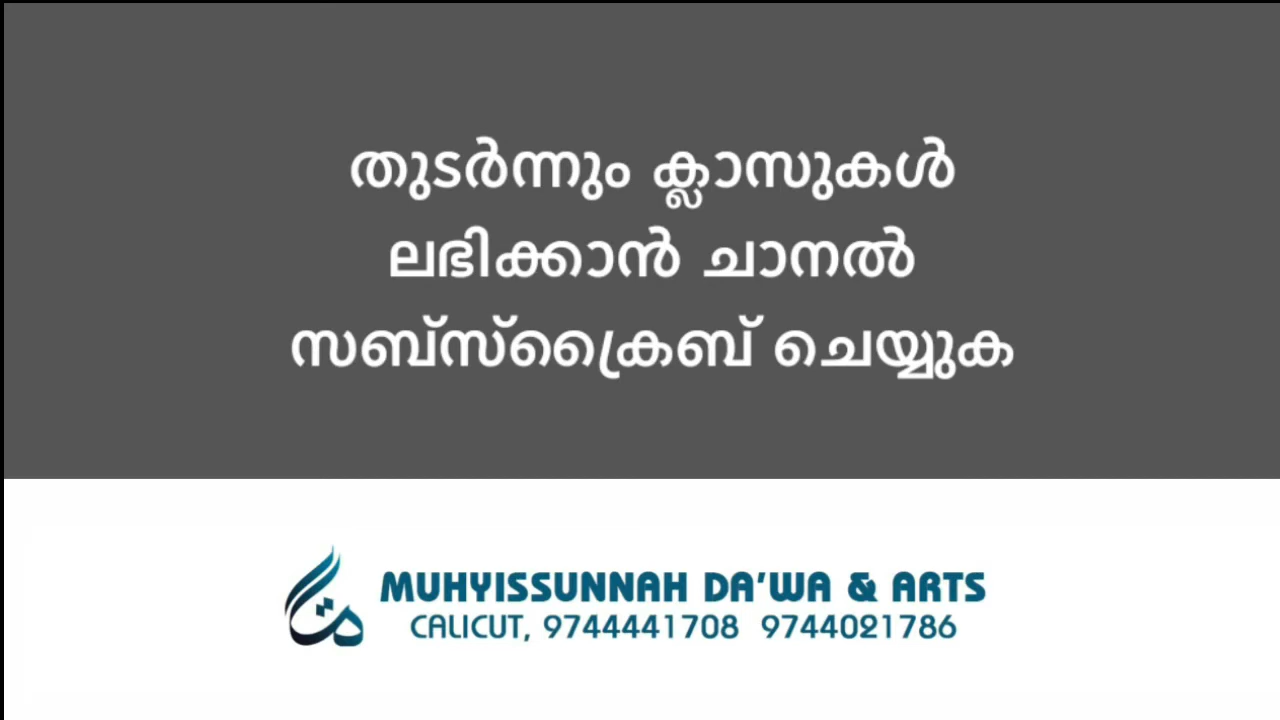 തുടർന്നും ക്ലാസുകൾ
ലഭിക്കാൻ ചാനൽ
സബ്സ്ക്രൈബ് ചെയ്യുക
MUHYISSUNNAH DA'WA & ARTS
CALICUT, 9744441708 9744021786